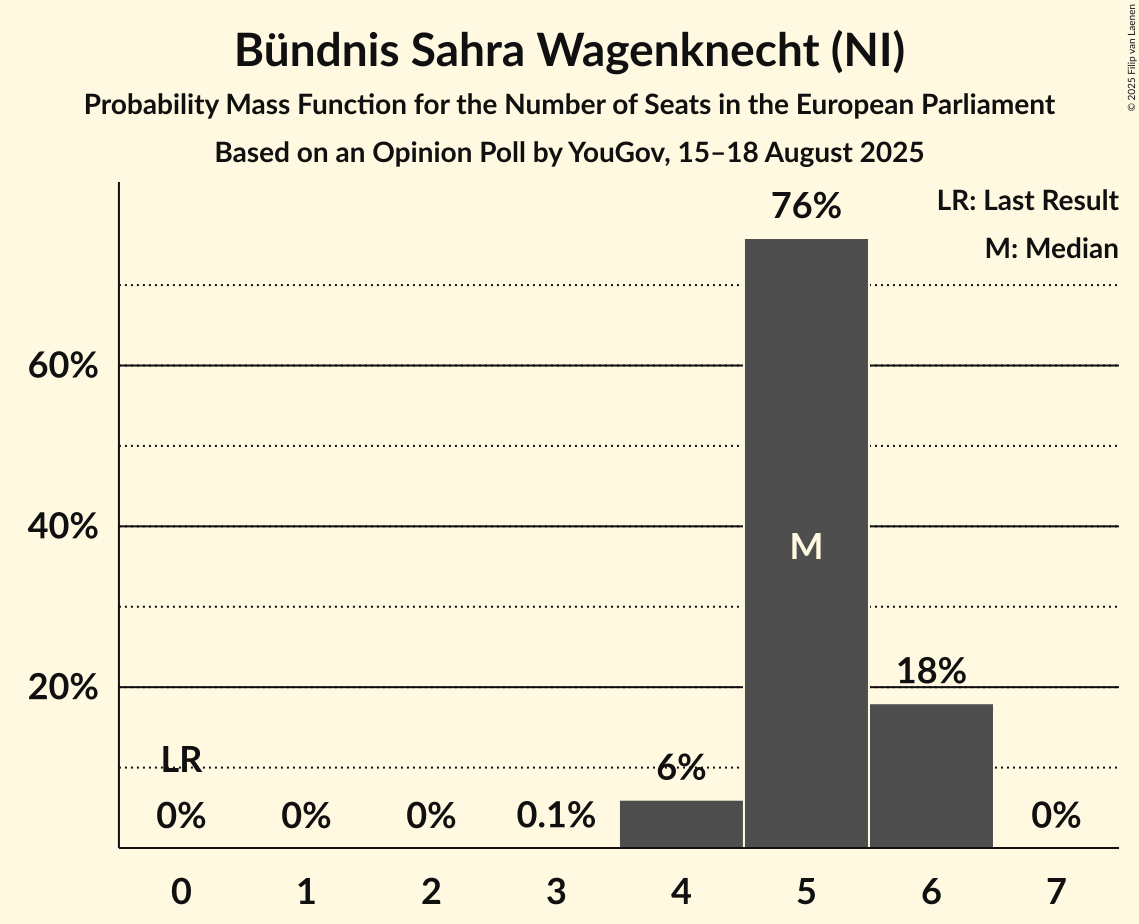 Bündnis Sahra Wagenknecht (NI)
Probability Mass Function for the Number of Seats in the European Parliament
Based on an Opinion Poll by YouGov, 15–18 August 2025
© 2025 Filip van Laenen
LR: Last Result
M: Median
76%
60%
40%
M
20%
18%
LR
6%
0% 0% 0% 0.1% 0%
0 1 2 3 4 5 6 7